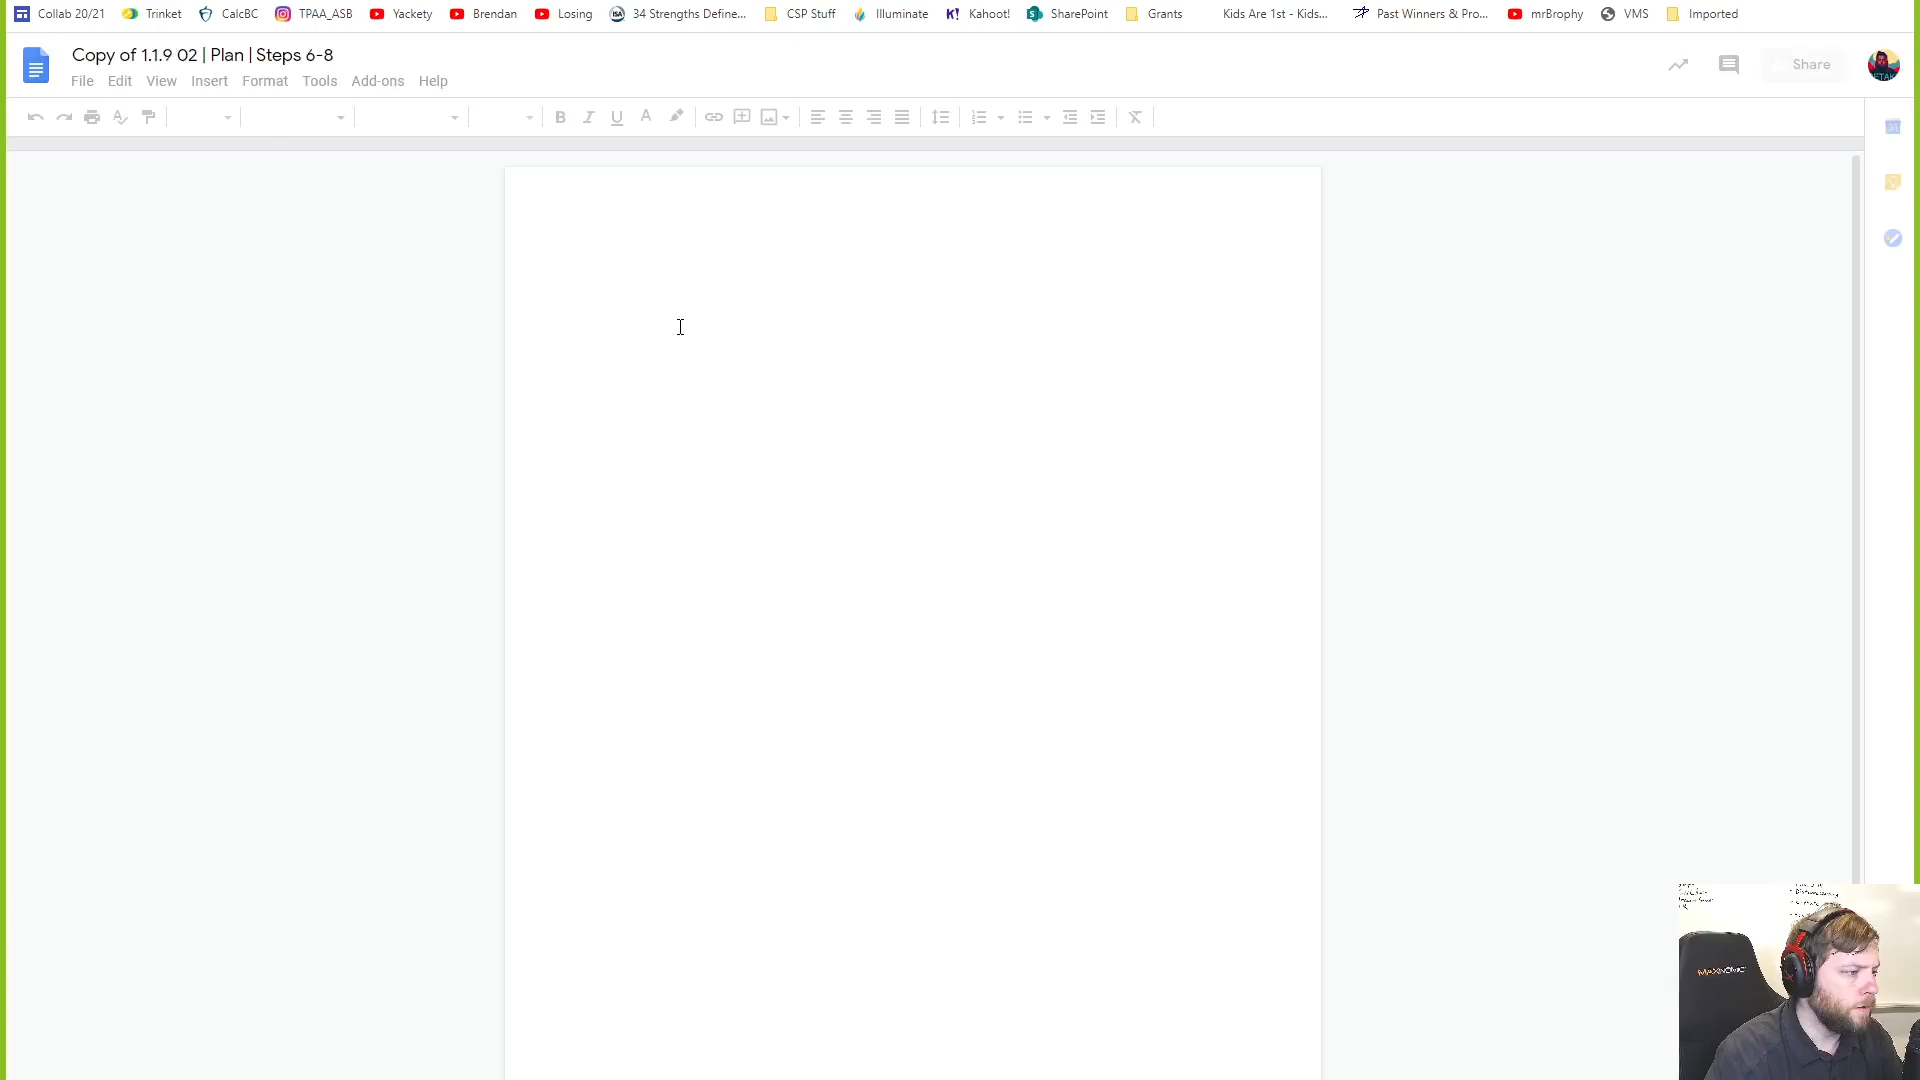 Collab 20/21 Trinket CalcBC TPAA_ASB Yackety Brendan Losing 34 Strengths Define... CSP Stuff Illuminate Kahoot! SharePoint Grants Kids Are 1st - Kids... Past Winners & Pro... mrBrophy VMS Imported
Copy of 1.1.9 02 | Plan | Steps 6-8
File Edit View Insert Format Tools Add-ons Help
Share
MAXNOMIC